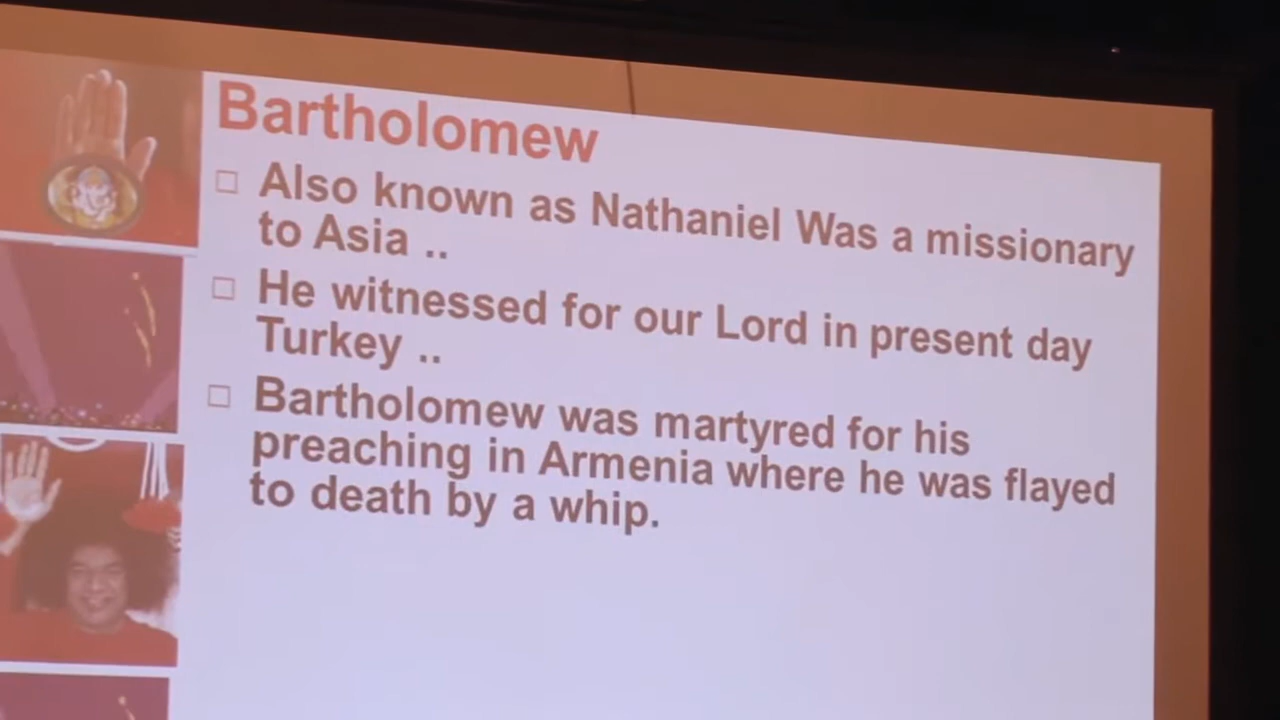 Bartholomew
Also known as Nathaniel Was a missionary
to Asia ..
He witnessed for our Lord in present day
Turkey ..
Bartholomew was martyred for his
preaching in Armenia where he was flayed
to death by a whip.